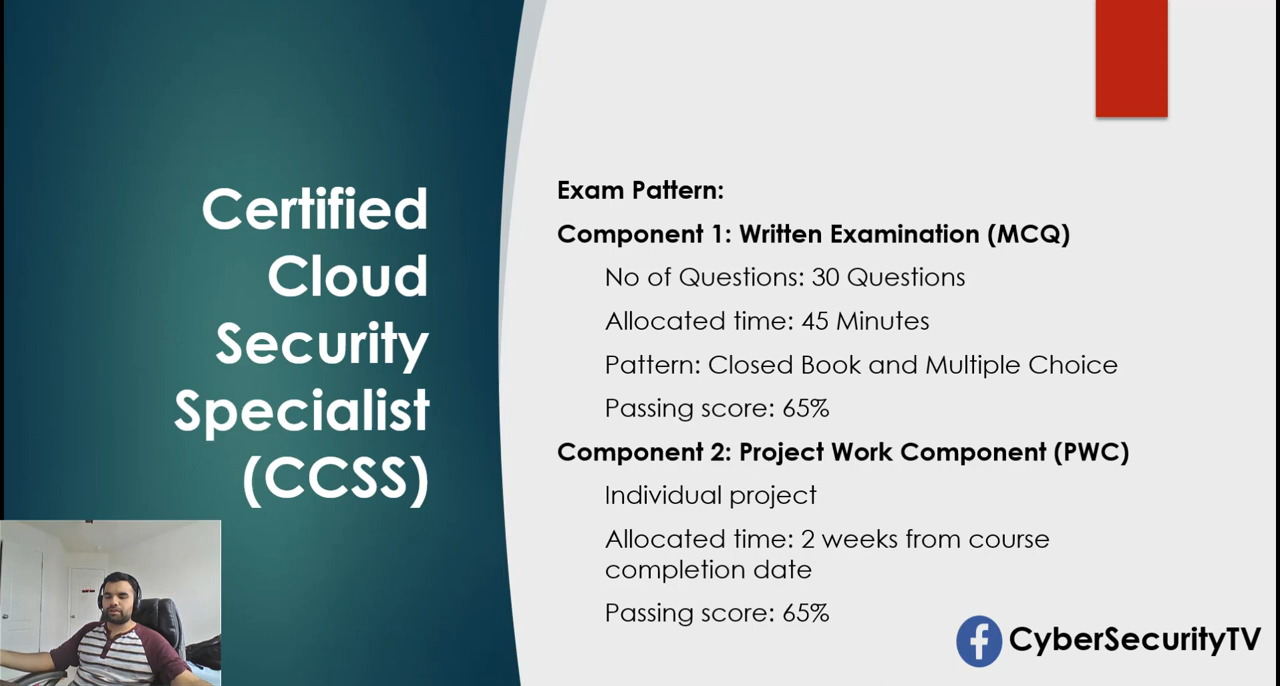 Certified
Cloud
Security
Specialist
(CCSS)
Exam Pattern:
Component 1: Written Examination (MCQ)
No of Questions: 30 Questions
Allocated time: 45 Minutes
Pattern: Closed Book and Multiple Choice
Passing score: 65%
Component 2: Project Work Component (PWC)
Individual project
Allocated time: 2 weeks from course
completion date
Passing score: 65%
CyberSecurityTV